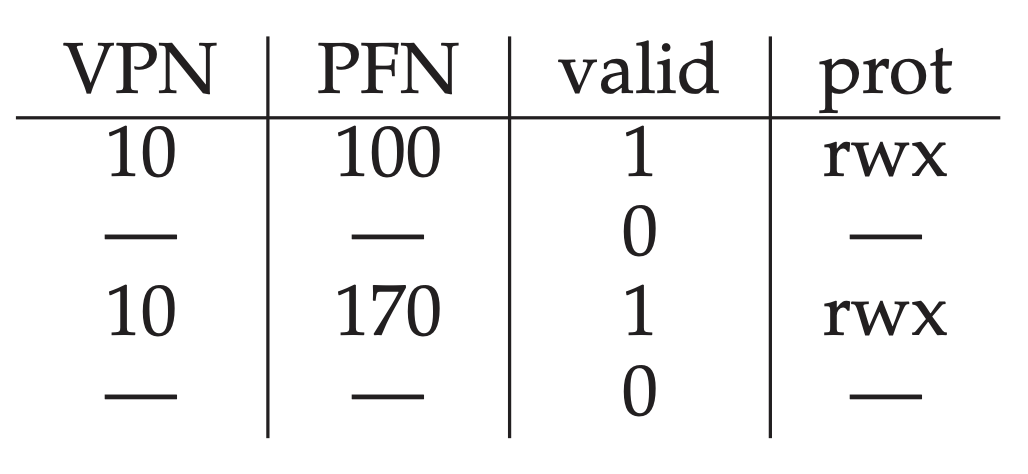 VPN PFN valid prot
10 100 1 rwx
— — 0 —
10 170 1 rwx
— — 0 —